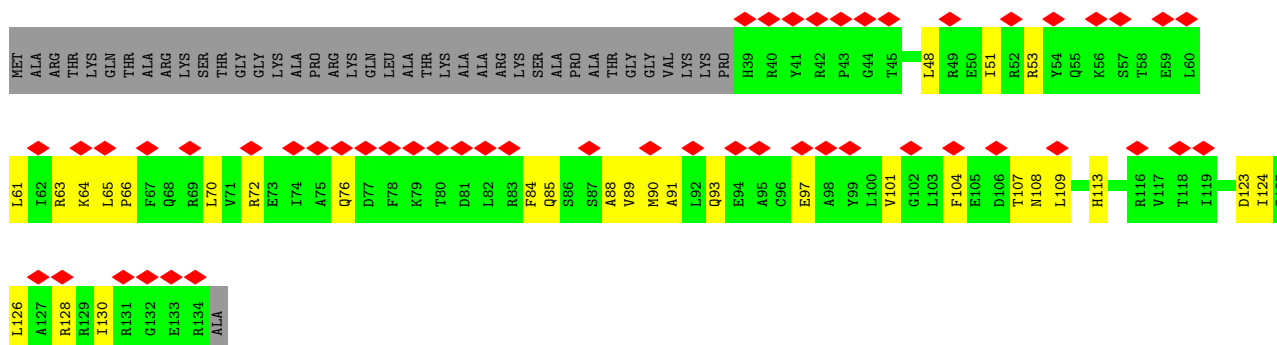 MET ALA ARG THR LYS GLN THR ALA ARG LYS SER THR GLY GLY LYS ALA PRO ARG LYS GLN LEU ALA THR LYS ALA ALA ARG LYS SER ALA PRO ALA THR GLY GLY VAL LYS LYS PRO H39 R40 Y41 R42 P43 G44 T45 L48 R49 E50 I51 R52 R53 Y54 Q55 K56 S57 T58 E59 L60
L61 I62 R63 K64 L65 P66 F67 Q68 R69 L70 V71 R72 E73 I74 A75 Q76 D77 F78 K79 T80 D81 L82 R83 F84 Q85 S86 S87 A88 V89 M90 A91 L92 Q93 E94 A95 C96 E97 A98 Y99 L100 V101 G102 L103 F104 E105 D106 T107 N108 L109 H113 R116 V117 T118 I119 D123 I124
L126 A127 R128 R129 I130 R131 G132 E133 R134 ALA